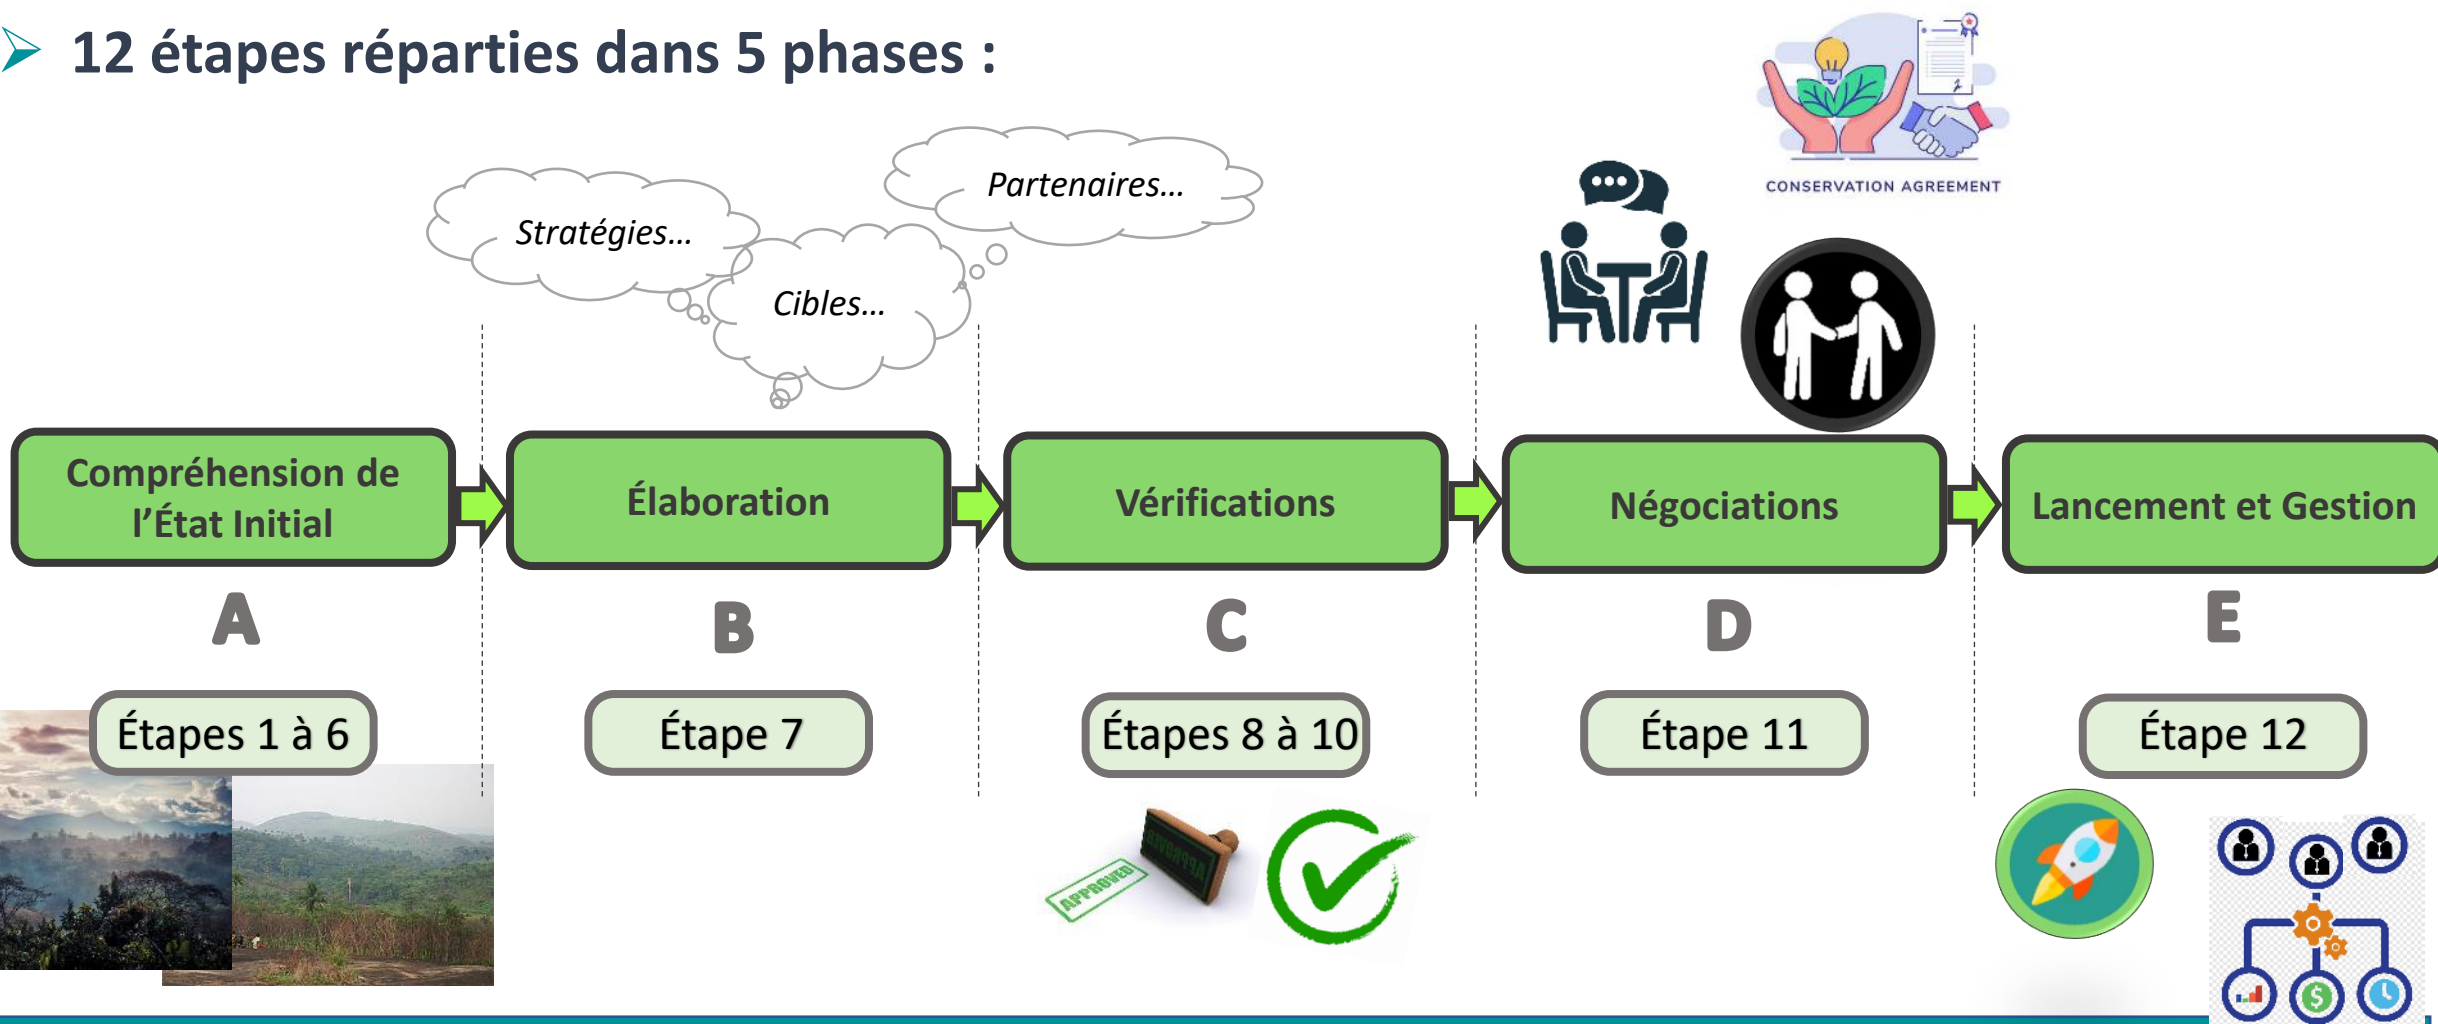 12 étapes réparties dans 5 phases :
CONSERVATION AGREEMENT
Stratégies...
Partenaires...
Cibles...
Compréhension de
l'État Initial
Élaboration
Vérifications
Négociations
Lancement et Gestion
A
B
C
D
E
Étapes 1 à 6
Étape 7
Étapes 8 à 10
Étape 11
Étape 12
APPROVED
APPROVED
$